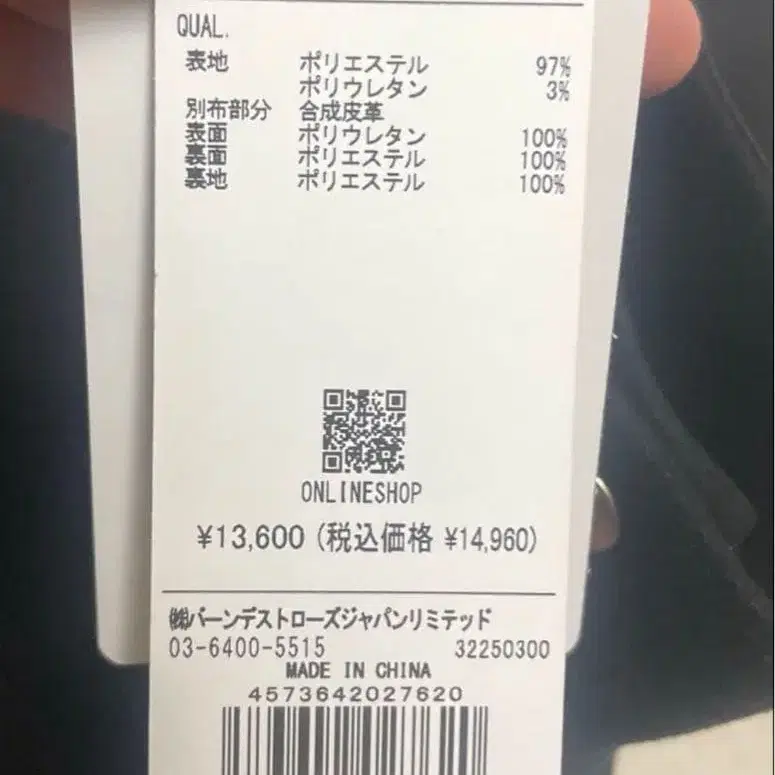 QUAL.
表地 ポリエステル 97%
ポリウレタン 3%
別布部分 合成皮革
表面 ポリウレタン 100%
裏面 ポリエステル 100%
裏地 ポリエステル 100%
ONLINESHOP
¥13,600 (税込価格 ¥14,960)
㈱バーンデストローズジャパンリミテッド
03-6400-5515 32250300
MADE IN CHINA
4573642027620